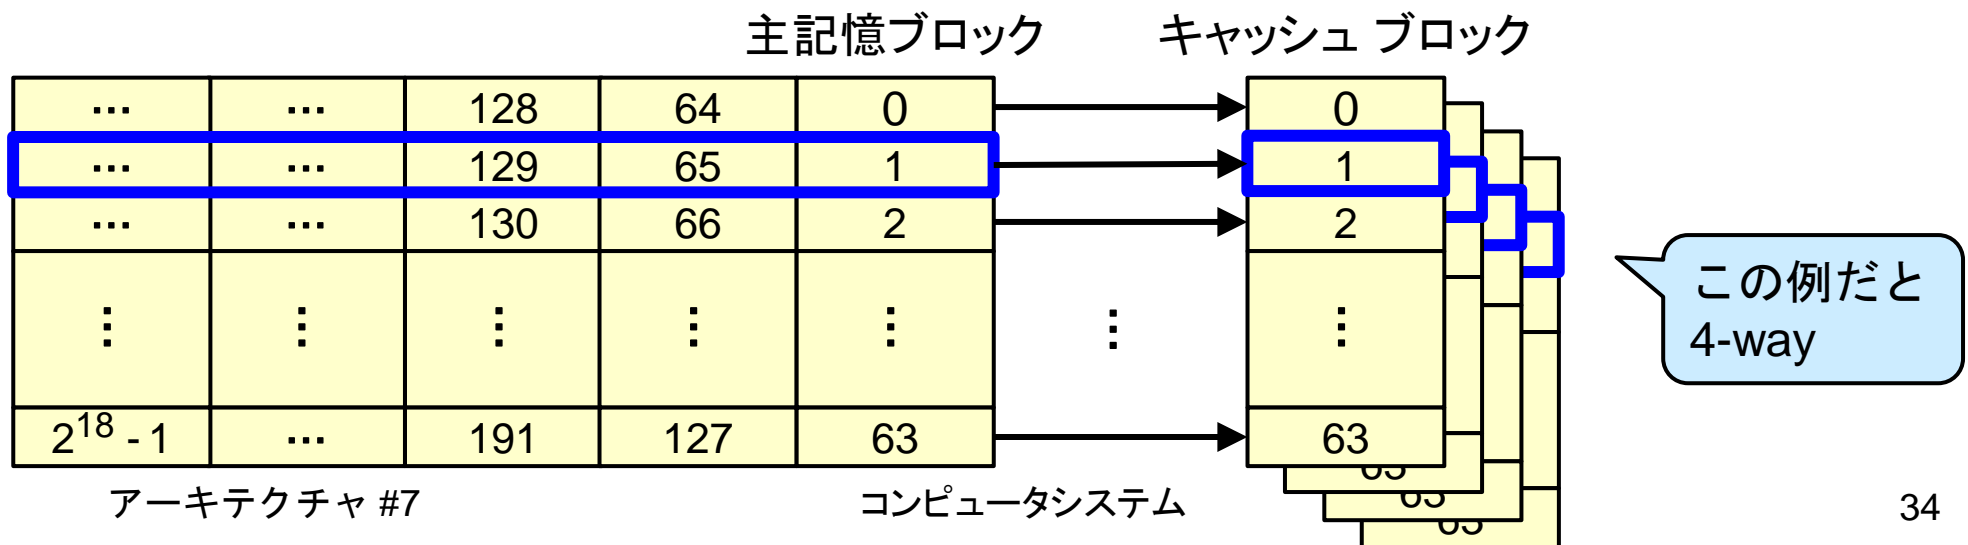 主記憶ブロック キャッシュ ブロック
… … 128 64 0 0
… … 129 65 1 1
… … 130 66 2 2
⋮ ⋮ ⋮ ⋮ ⋮ ⋮ ⋮
2^18 - 1 … 191 127 63 63
63
63
63
この例だと
4-way
アーキテクチャ #7 コンピュータシステム 34